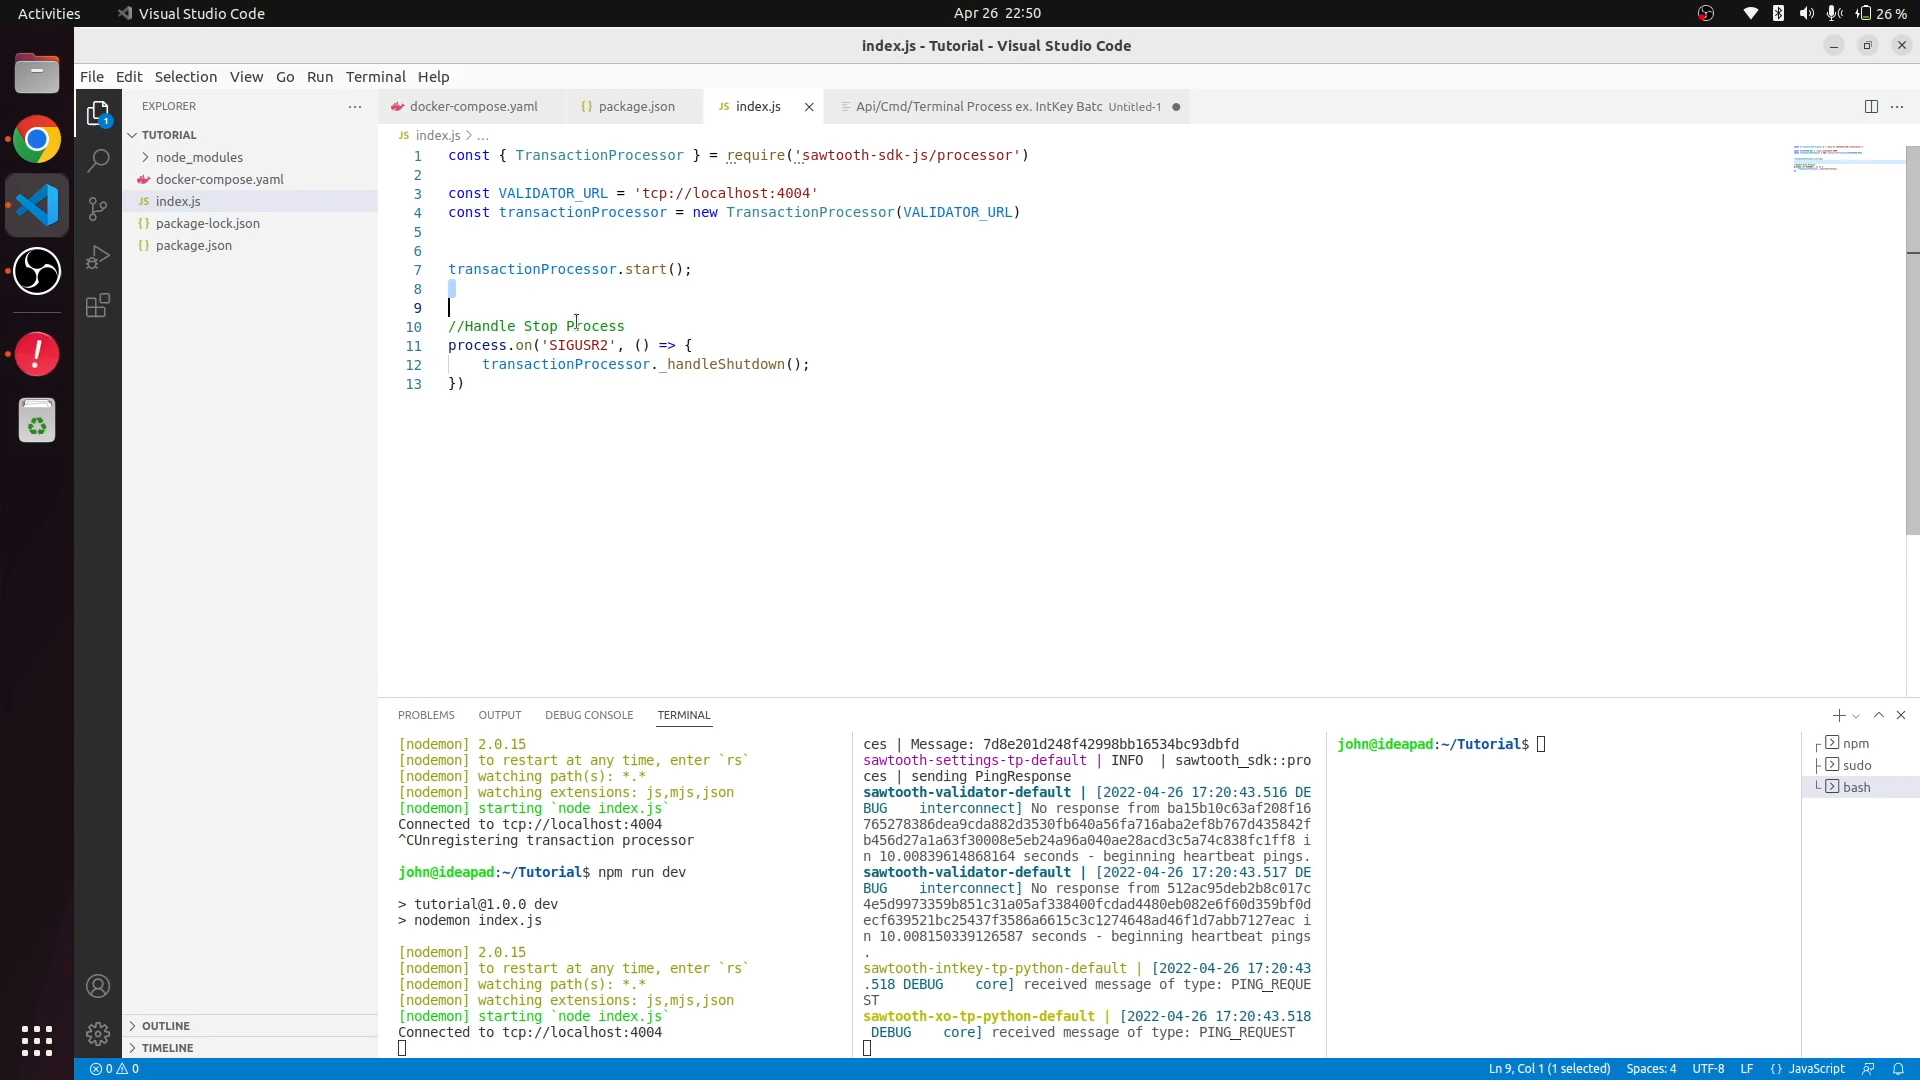 Activities
Visual Studio Code
Apr 26 22:50
26 %
index.js - Tutorial - Visual Studio Code
File Edit Selection View Go Run Terminal Help
EXPLORER
TUTORIAL
node_modules
docker-compose.yaml
JS index.js
{} package-lock.json
{} package.json
OUTLINE
TIMELINE
docker-compose.yaml
{} package.json
JS index.js
Api/Cmd/Terminal Process ex. IntKey Batc Untitled-1
JS index.js > ...
1 const { TransactionProcessor } = require('sawtooth-sdk-js/processor')
2
3 const VALIDATOR_URL = 'tcp://localhost:4004'
4 const transactionProcessor = new TransactionProcessor(VALIDATOR_URL)
5
6
7 transactionProcessor.start();
8
9
10 //Handle Stop Process
11 process.on('SIGUSR2', () => {
12 transactionProcessor._handleShutdown();
13 })
PROBLEMS OUTPUT DEBUG CONSOLE TERMINAL
[nodemon] 2.0.15
[nodemon] to restart at any time, enter `rs`
[nodemon] watching path(s): *.*
[nodemon] watching extensions: js,mjs,json
[nodemon] starting `node index.js`
Connected to tcp://localhost:4004
^CUnregistering transaction processor
john@ideapad:~/Tutorial$ npm run dev
> tutorial@1.0.0 dev
> nodemon index.js
[nodemon] 2.0.15
[nodemon] to restart at any time, enter `rs`
[nodemon] watching path(s): *.*
[nodemon] watching extensions: js,mjs,json
[nodemon] starting `node index.js`
Connected to tcp://localhost:4004
ces | Message: 7d8e201d248f42998bb16534bc93dbfd
sawtooth-settings-tp-default | INFO | sawtooth_sdk::pro
ces | sending PingResponse
sawtooth-validator-default | [2022-04-26 17:20:43.516 DE
BUG interconnect] No response from ba15b10c63af208f16
765278386dea9cda882d3530fb640a56fa716aba2ef8b767d435842f
b456d27a1a63f30008e5eb24a96a040ae28acd3c5a74c838fc1ff8 i
n 10.00839614868164 seconds - beginning heartbeat pings.
sawtooth-validator-default | [2022-04-26 17:20:43.517 DE
BUG interconnect] No response from 512ac95deb2b8c017c
4e5d9973359b851c31a05af338400fcdad4480eb082e6f60d359bf0d
ecf639521bc25437f3586a6615c3c1274648ad46f1d7abb7127eac i
n 10.008150339126587 seconds - beginning heartbeat pings
.
sawtooth-intkey-tp-python-default | [2022-04-26 17:20:43
.518 DEBUG core] received message of type: PING_REQUE
ST
sawtooth-xo-tp-python-default | [2022-04-26 17:20:43.518
DEBUG core] received message of type: PING_REQUEST
john@ideapad:~/Tutorial$
npm
sudo
bash
0 0
Ln 9, Col 1 (1 selected) Spaces: 4 UTF-8 LF {} JavaScript